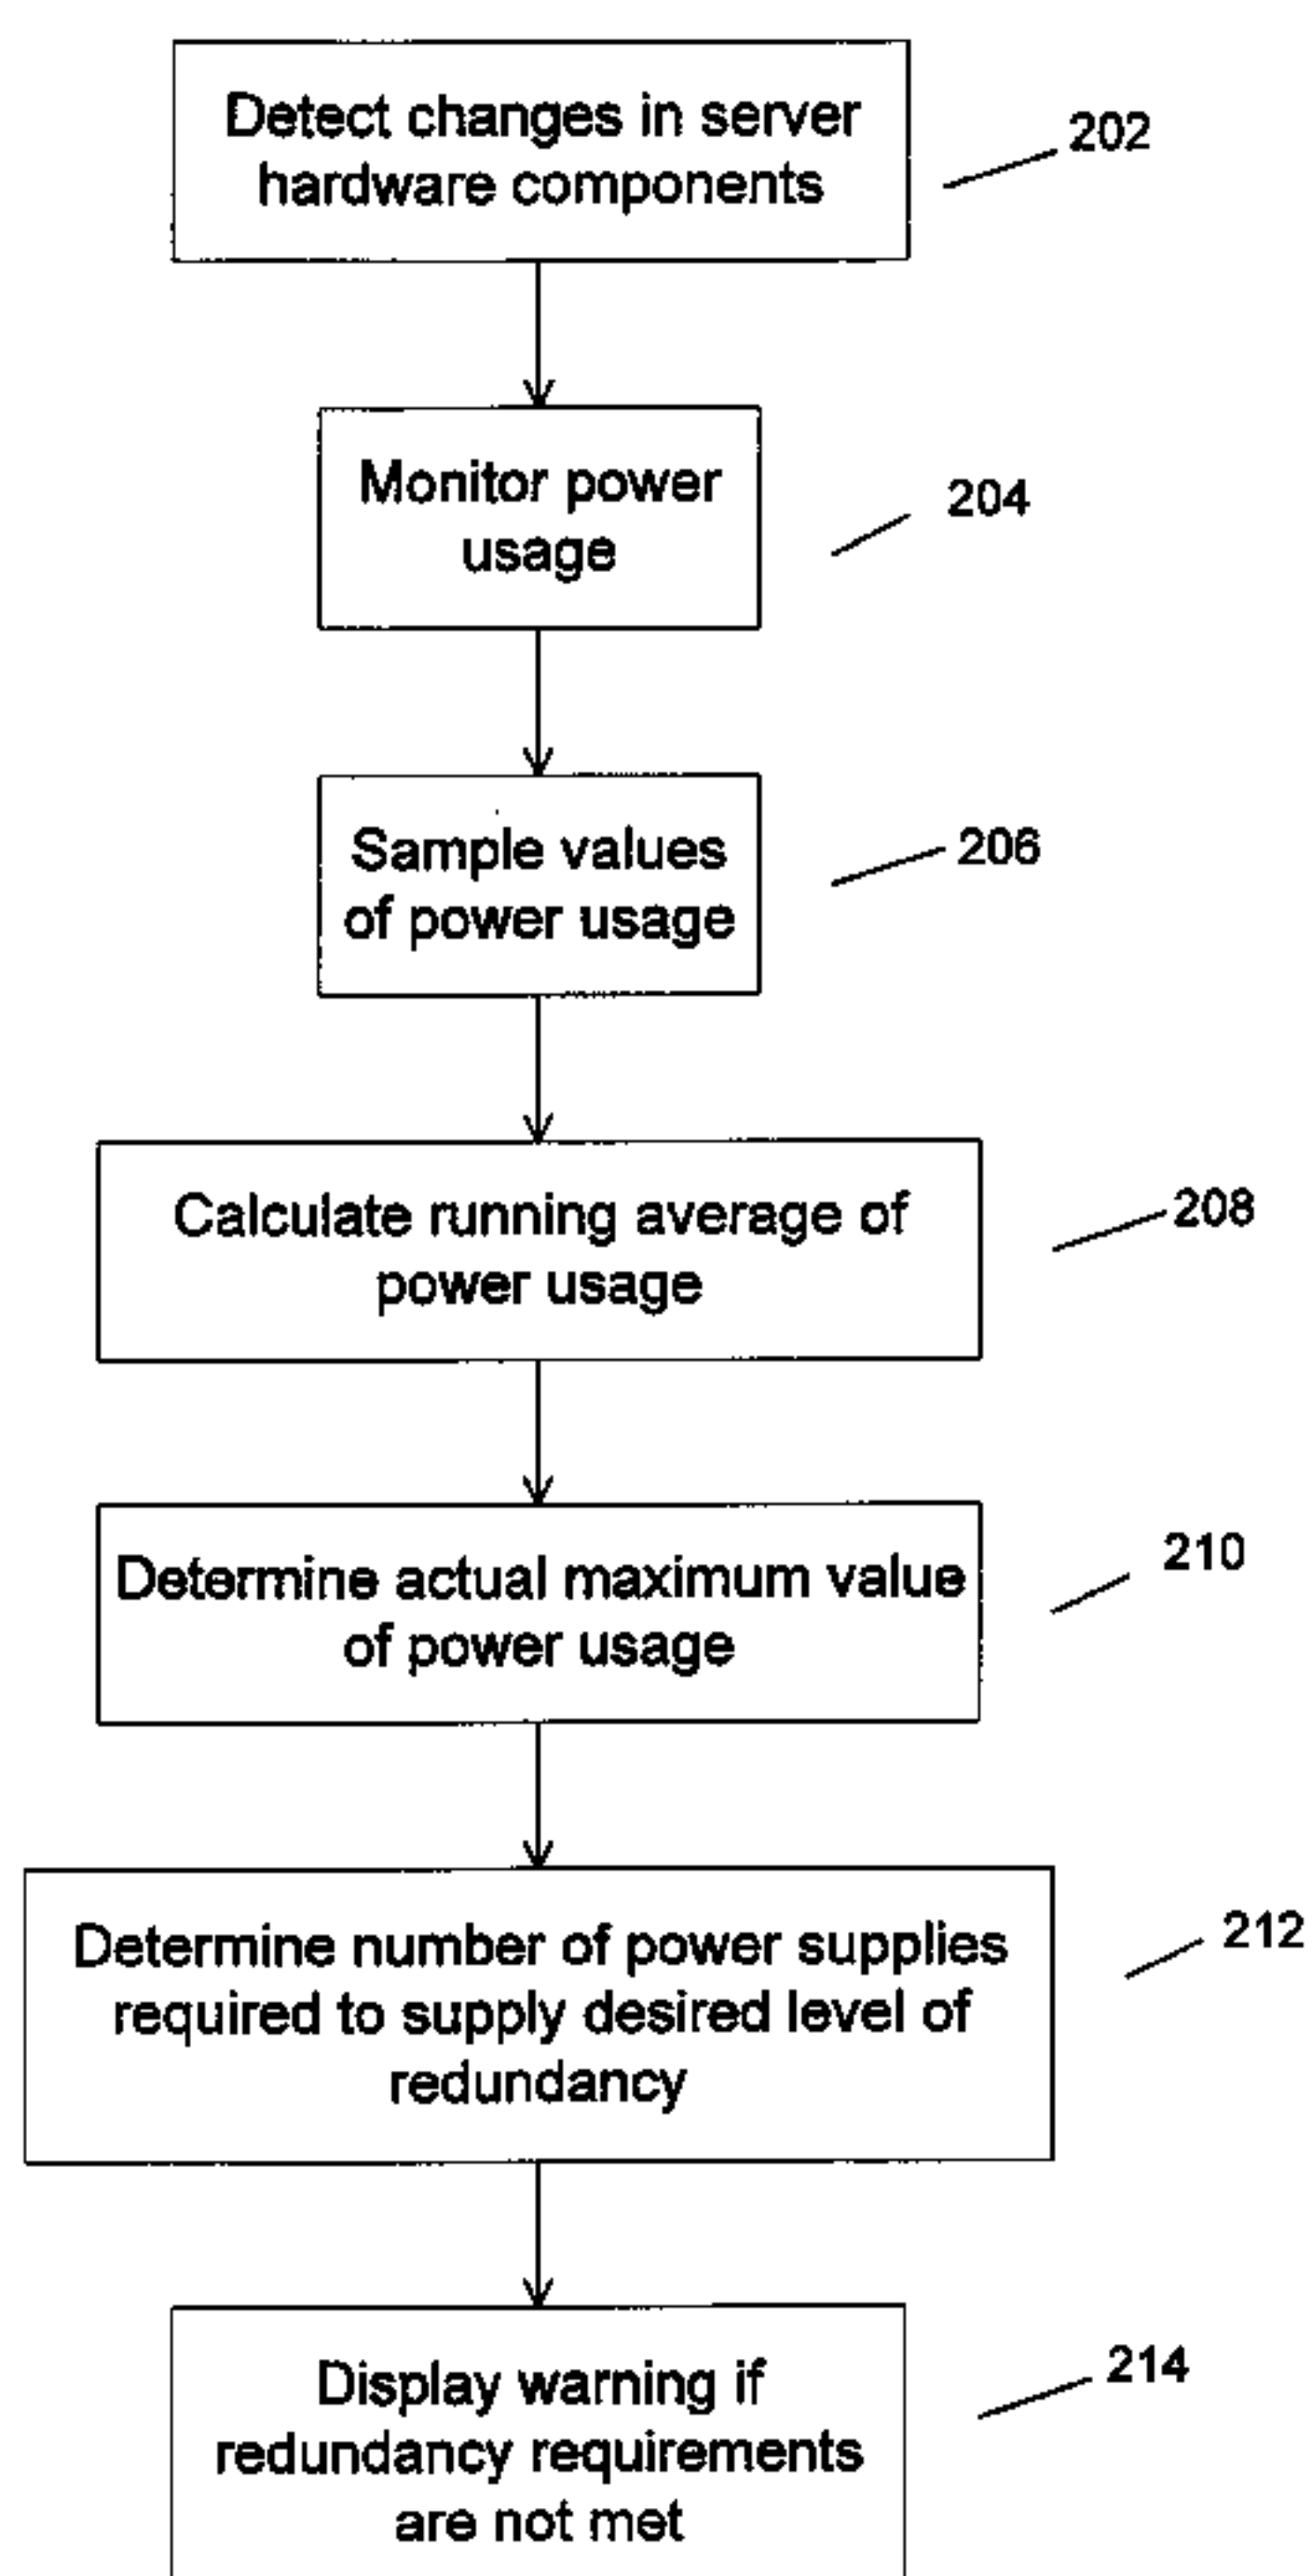 Detect changes in server
hardware components
202
Monitor power
usage
204
Sample values
of power usage
206
Calculate running average of
power usage
208
Determine actual maximum value
of power usage
210
Determine number of power supplies
required to supply desired level of
redundancy
212
Display warning if
redundancy requirements
are not met
214